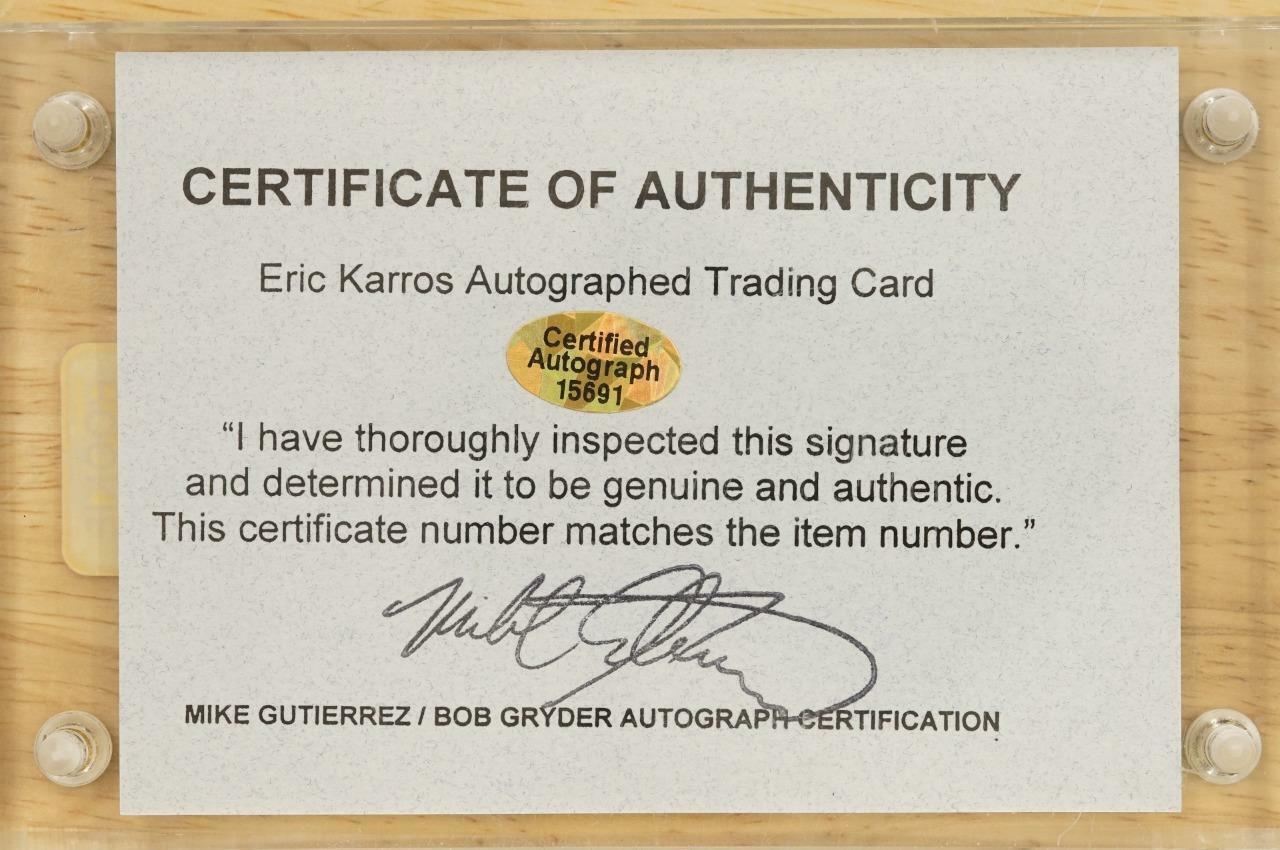 CERTIFICATE OF AUTHENTICITY
Eric Karros Autographed Trading Card
Certified
Autograph
15691
“I have thoroughly inspected this signature
and determined it to be genuine and authentic.
This certificate number matches the item number.”
MIKE GUTIERREZ / BOB GRYDER AUTOGRAPH CERTIFICATION